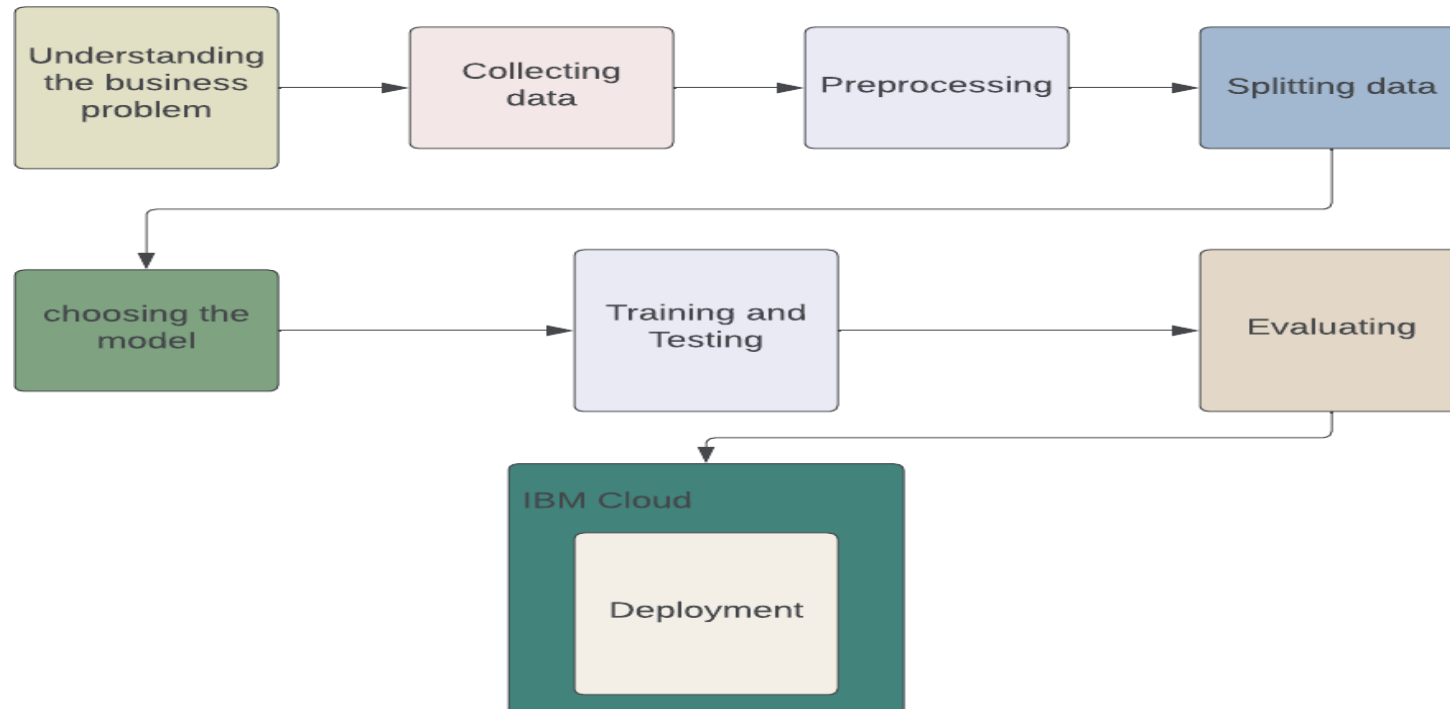 Understanding
the business
problem
Collecting
data
Preprocessing
Splitting data
choosing the
model
Training and
Testing
Evaluating
IBM Cloud
Deployment